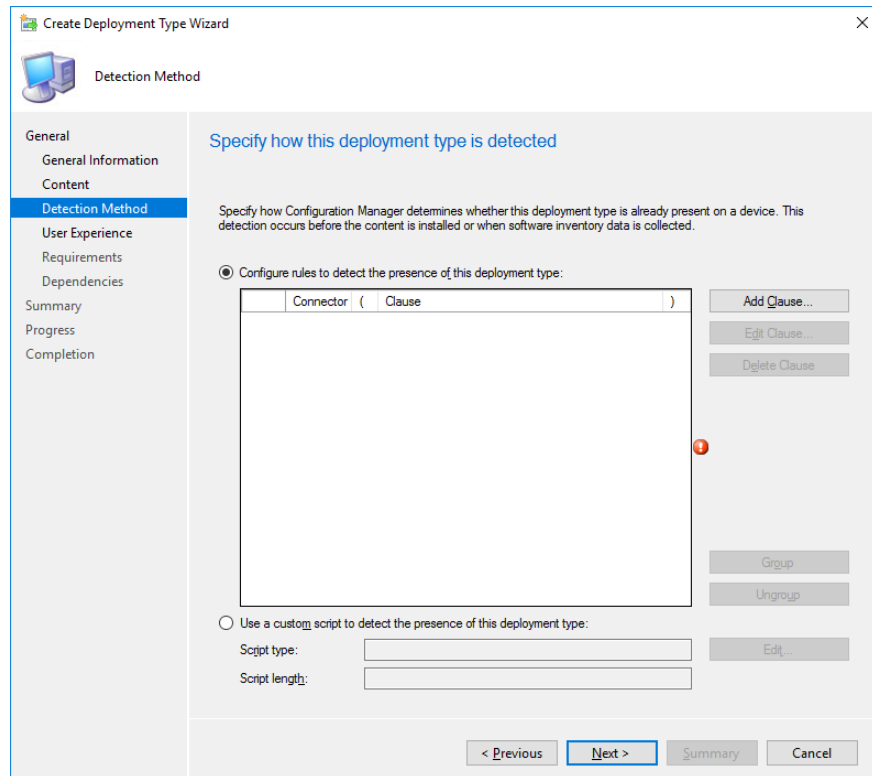 Create Deployment Type Wizard
Detection Method
General
General Information
Content
Detection Method
User Experience
Requirements
Dependencies
Summary
Progress
Completion
Specify how this deployment type is detected
Specify how Configuration Manager determines whether this deployment type is already present on a device. This
detection occurs before the content is installed or when software inventory data is collected.
Configure rules to detect the presence of this deployment type:
Connector ( Clause )
Add Clause...
Edit Clause...
Delete Clause
Group
Ungroup
Use a custom script to detect the presence of this deployment type:
Script type:
Edit...
Script length:
< Previous Next > Summary Cancel